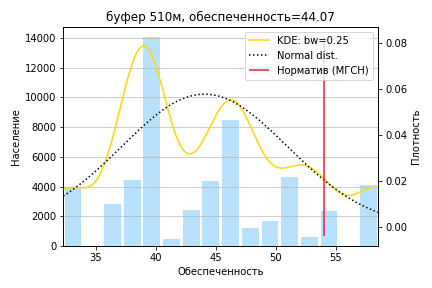 буфер 510м, обеспеченность=44.07
KDE: bw=0.25
Normal dist.
Норматив (МГСН)
Население
14000
12000
10000
8000
6000
4000
2000
0
0.08
0.06
0.04
0.02
0.00
Плотность
35
40
45
50
55
Обеспеченность